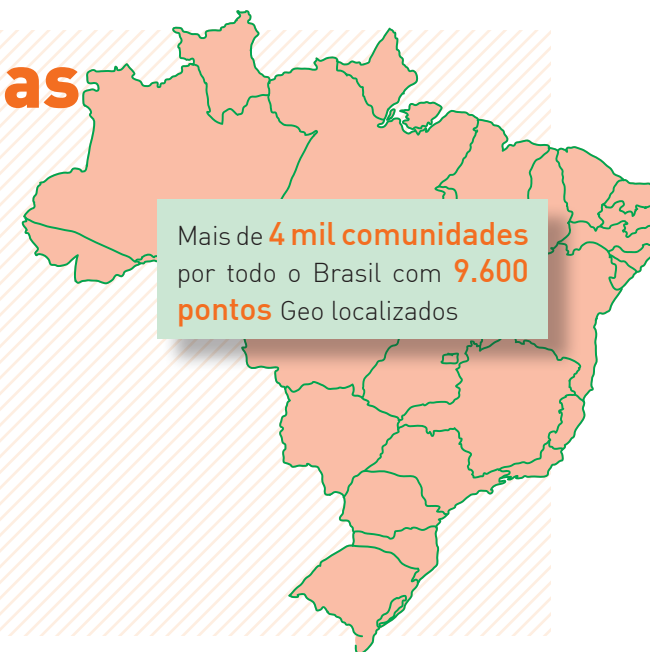 as
Mais de 4 mil comunidades
por todo o Brasil com 9.600
pontos Geo localizados